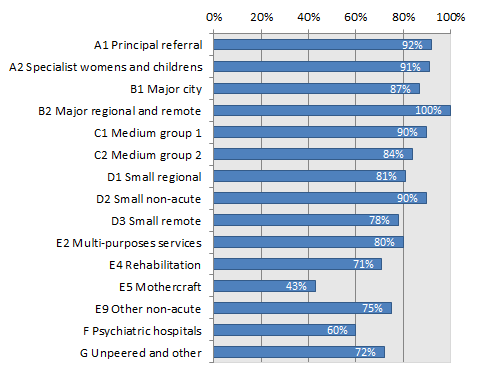 0% 20% 40% 60% 80% 100%
A1 Principal referral 92%
A2 Specialist womens and childrens 91%
B1 Major city 87%
B2 Major regional and remote 100%
C1 Medium group 1 90%
C2 Medium group 2 84%
D1 Small regional 81%
D2 Small non-acute 90%
D3 Small remote 78%
E2 Multi-purposes services 80%
E4 Rehabilitation 71%
E5 Mothercraft 43%
E9 Other non-acute 75%
F Psychiatric hospitals 60%
G Unpeered and other 72%